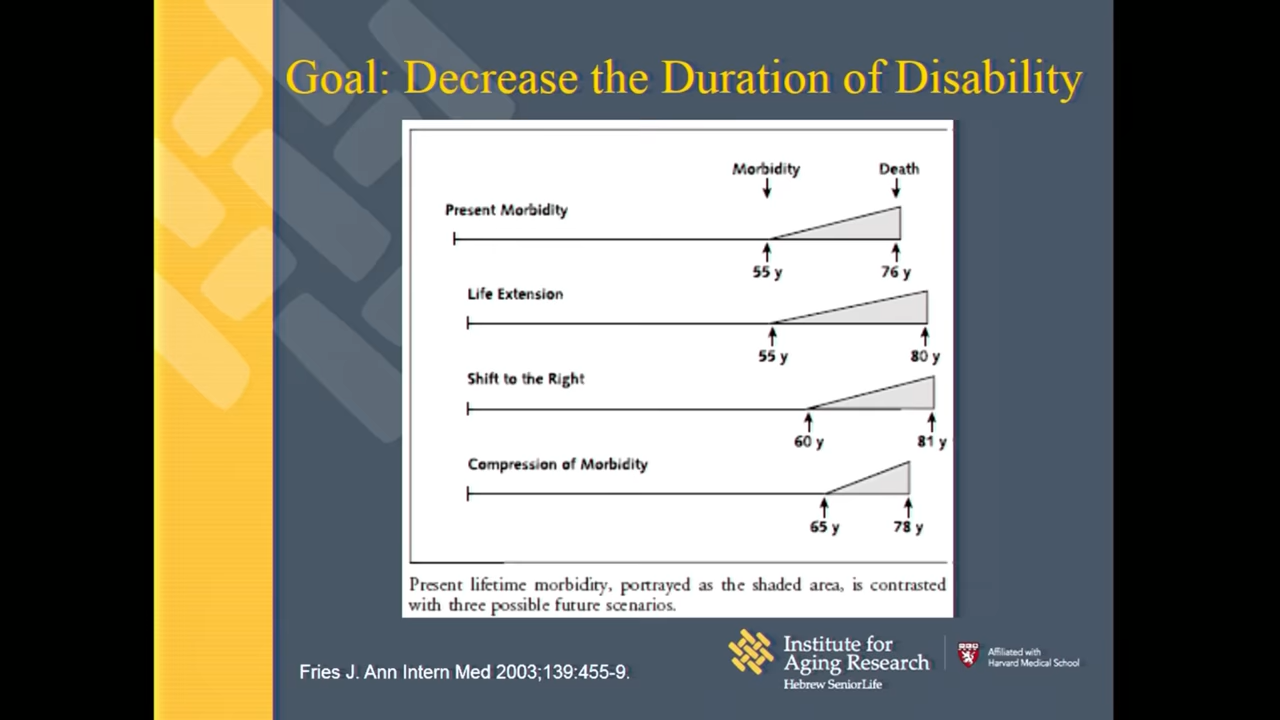 Goal: Decrease the Duration of Disability
Morbidity Death
Present Morbidity
55 y 76 y
Life Extension
55 y 80 y
Shift to the Right
60 y 81 y
Compression of Morbidity
65 y 78 y
Present lifetime morbidity, portrayed as the shaded area, is contrasted
with three possible future scenarios.
Fries J. Ann Intern Med 2003;139:455-9.
Institute for
Aging Research
Hebrew SeniorLife
Affiliated with
Harvard Medical School